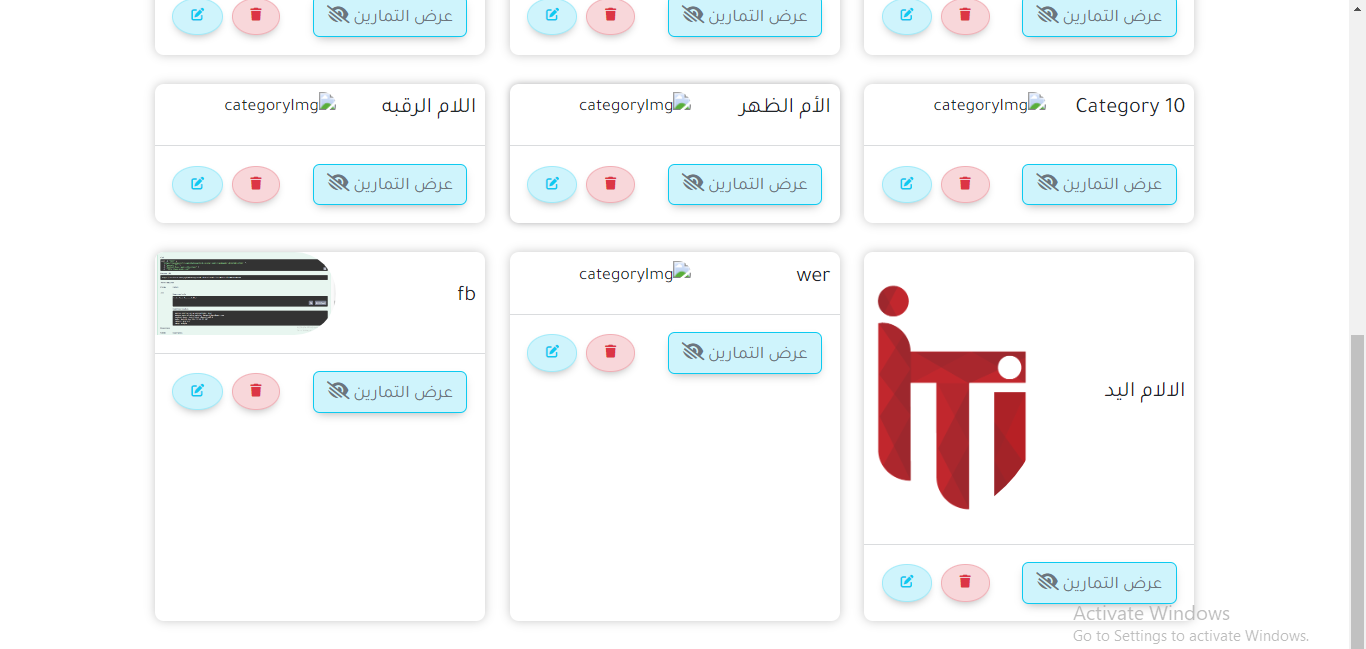 عرض التمارين
عرض التمارين
عرض التمارين
Category 10
categoryImg
الأم الظهر
categoryImg
اللام الرقبه
categoryImg
عرض التمارين
عرض التمارين
عرض التمارين
الالام اليد
wer
categoryImg
fb
عرض التمارين
عرض التمارين
عرض التمارين
Activate Windows
Go to Settings to activate Windows.